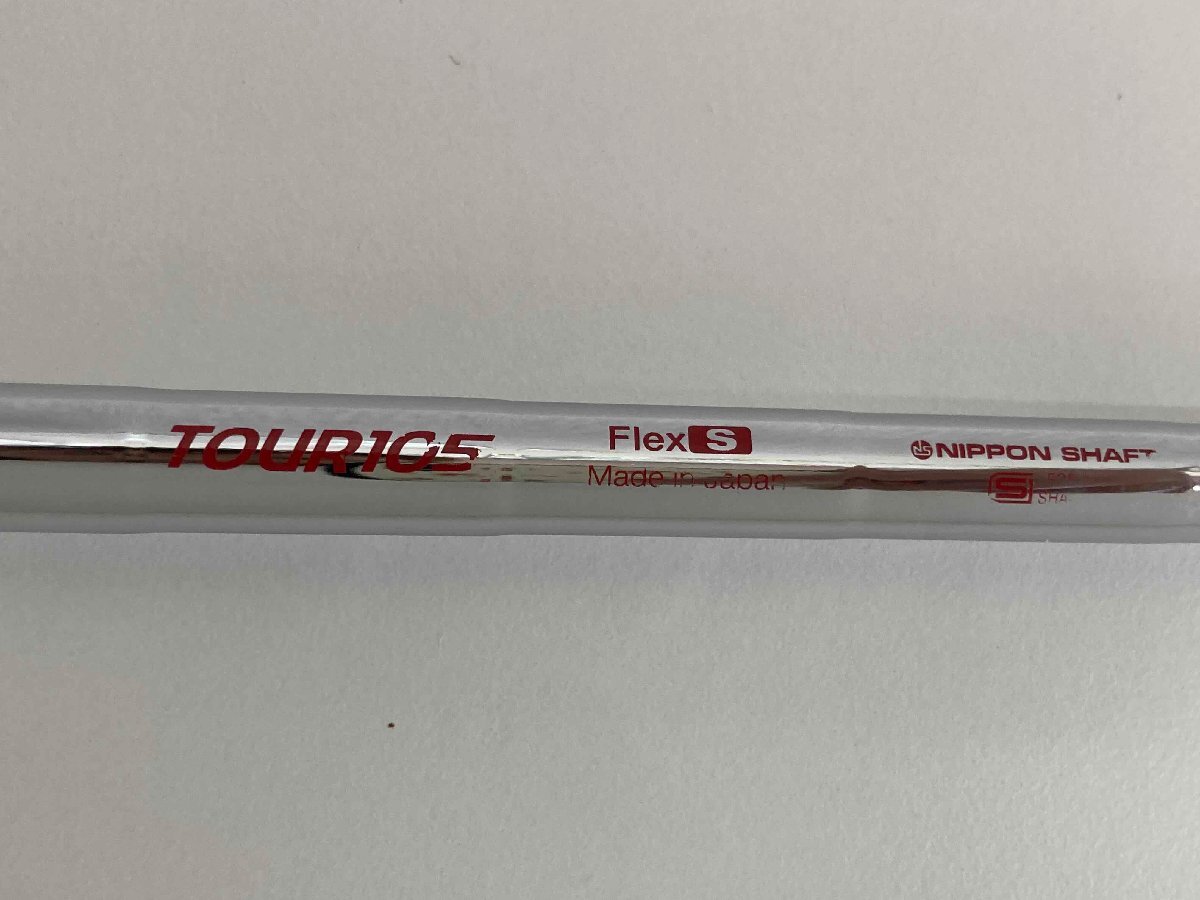 TOUR105
Flex S
Made in Japan
NIPPON SHAFT
S